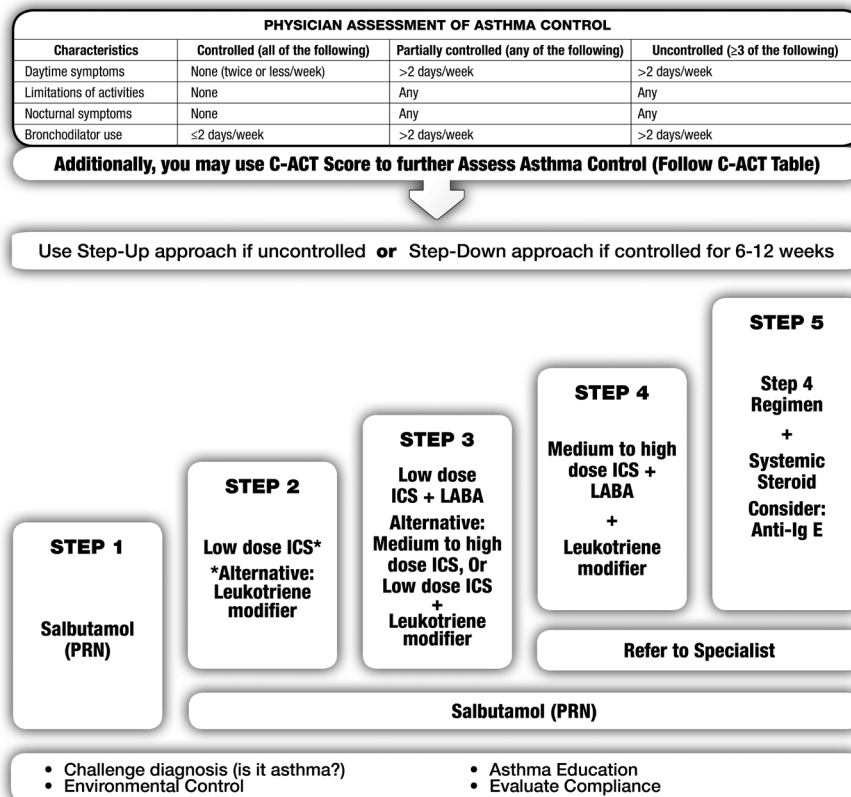 PHYSICIAN ASSESSMENT OF ASTHMA CONTROL
Characteristics Controlled (all of the following) Partially controlled (any of the following) Uncontrolled (≥3 of the following)
Daytime symptoms None (twice or less/week) >2 days/week >2 days/week
Limitations of activities None Any Any
Nocturnal symptoms None Any Any
Bronchodilator use ≤2 days/week >2 days/week >2 days/week
Additionally, you may use C-ACT Score to further Assess Asthma Control (Follow C-ACT Table)
Use Step-Up approach if uncontrolled or Step-Down approach if controlled for 6-12 weeks
STEP 1
Salbutamol
(PRN)
STEP 2
Low dose ICS*
*Alternative:
Leukotriene
modifier
STEP 3
Low dose
ICS + LABA
Alternative:
Medium to high
dose ICS, Or
Low dose ICS
+
Leukotriene
modifier
STEP 4
Medium to high
dose ICS +
LABA
+
Leukotriene
modifier
STEP 5
Step 4
Regimen
+
Systemic
Steroid
Consider:
Anti-Ig E
Refer to Specialist
Salbutamol (PRN)
• Challenge diagnosis (is it asthma?)
• Environmental Control
• Asthma Education
• Evaluate Compliance